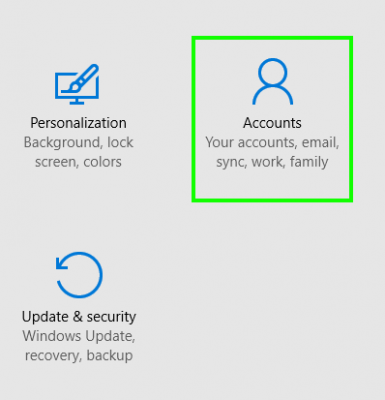 Personalization
Background, lock
screen, colors
Accounts
Your accounts, email,
sync, work, family
Update & security
Windows Update,
recovery, backup